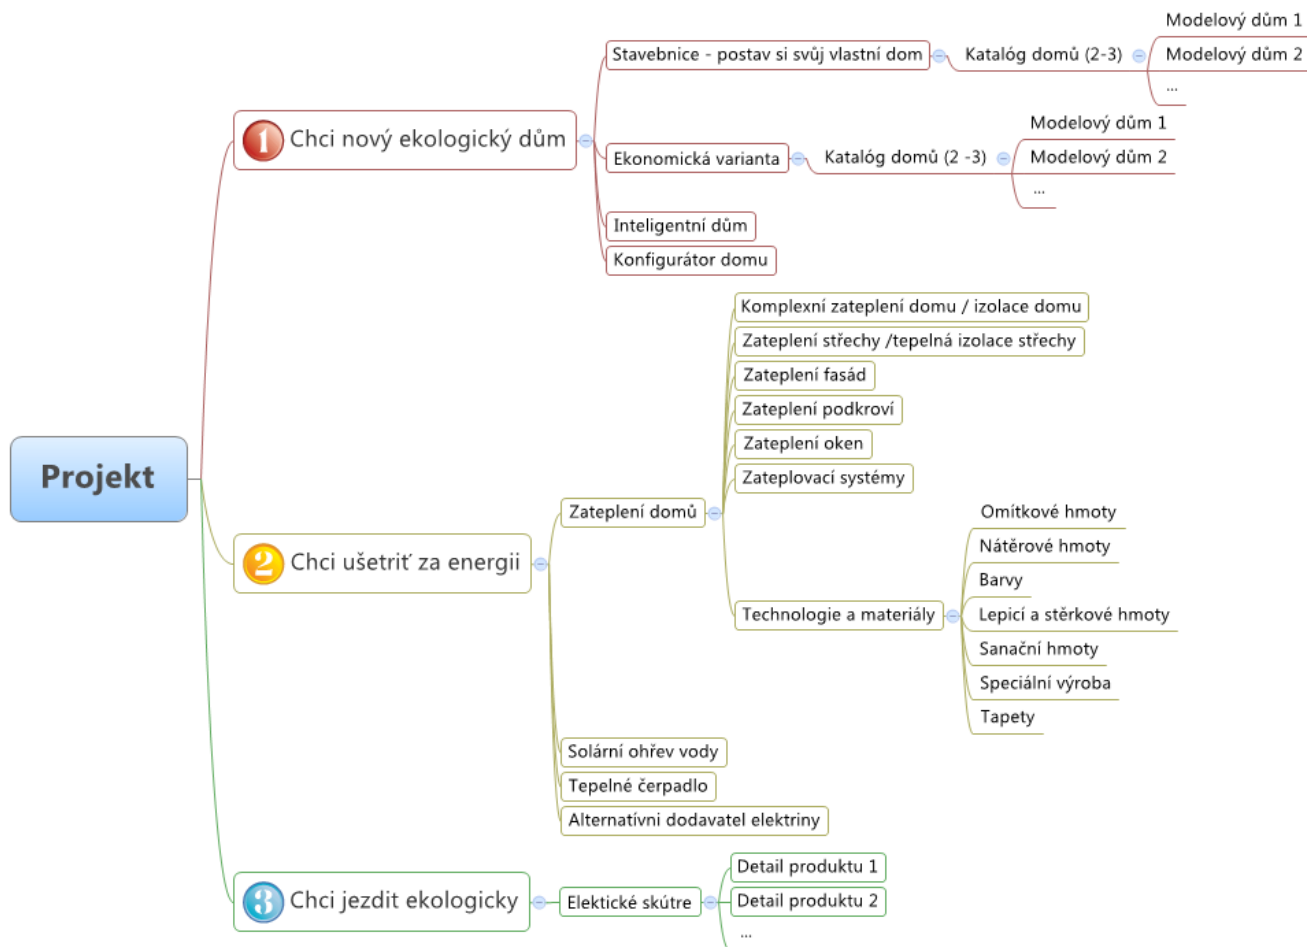 Projekt
1 Chci nový ekologický dům
Stavebnice - postav si svůj vlastní dom
Katalóg domů (2-3)
Modelový dům 1
Modelový dům 2
...
Ekonomická varianta
Katalóg domů (2 -3)
Modelový dům 1
Modelový dům 2
...
Inteligentní dům
Konfigurátor domu
2 Chci ušetriť za energii
Zateplení domů
Komplexní zateplení domu / izolace domu
Zateplení střechy /tepelná izolace střechy
Zateplení fasád
Zateplení podkroví
Zateplení oken
Zateplovací systémy
Technologie a materiály
Omítkové hmoty
Nátěrové hmoty
Barvy
Lepicí a stěrkové hmoty
Sanační hmoty
Speciální výroba
Tapety
Solární ohřev vody
Tepelné čerpadlo
Alternatívni dodavatel elektriny
3 Chci jezdit ekologicky
Elektické skútre
Detail produktu 1
Detail produktu 2
...